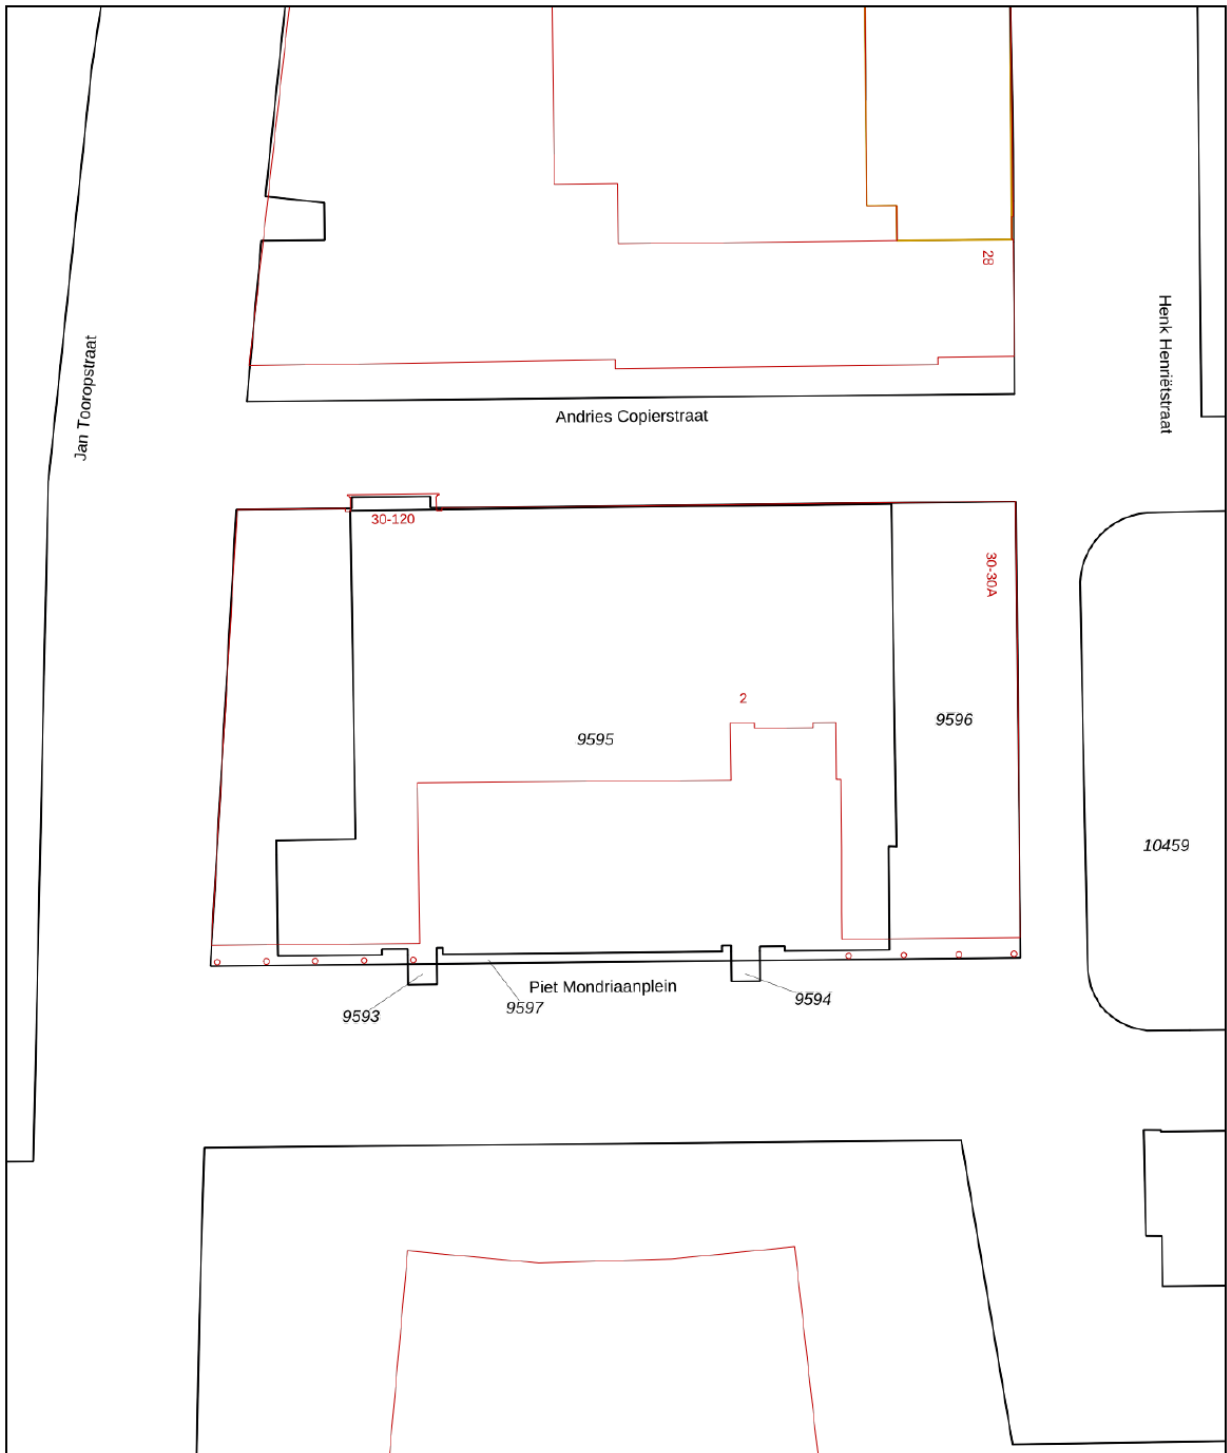 28
Jan Tooropstraat
Henk Henriëtstraat
Andries Copierstraat
30-120
30-30A
2
9595
9596
10459
Piet Mondriaanplein
9593
9597
9594